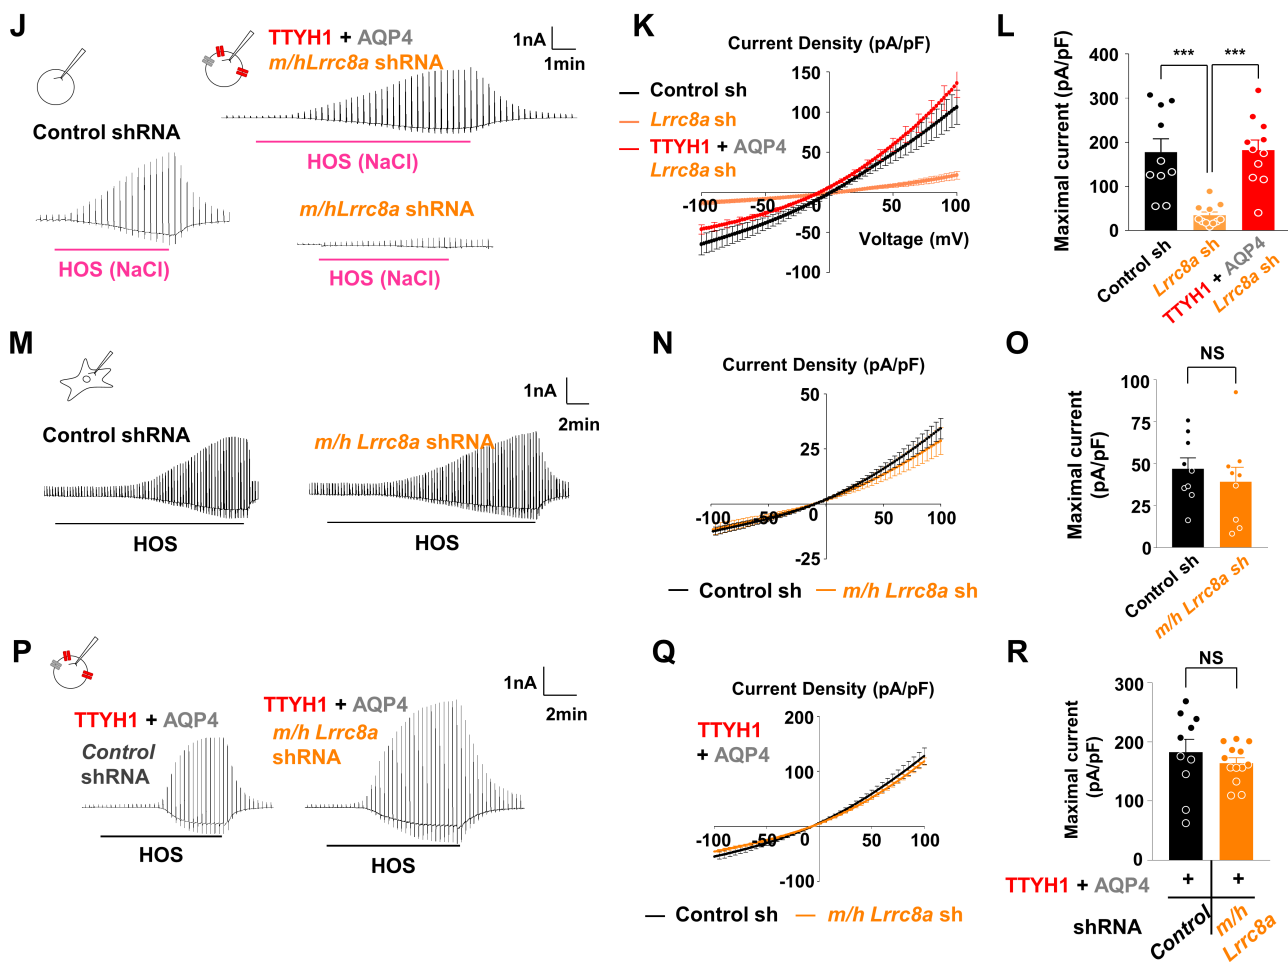 J
TTYH1 + AQP4
m/hLrrc8a shRNA
1nA
1min
Control shRNA
HOS (NaCl)
HOS (NaCl)
m/hLrrc8a shRNA
HOS (NaCl)
K
Current Density (pA/pF)
Control sh
Lrrc8a sh
TTYH1 + AQP4
Lrrc8a sh
150
100
50
-100
-50
0
50
100
-50
-100
Voltage (mV)
L
Maximal current (pA/pF)
400
300
200
100
0
***
***
Control sh
Lrrc8a sh
TTYH1 + AQP4
Lrrc8a sh
M
1nA
2min
Control shRNA
m/h Lrrc8a shRNA
HOS
HOS
N
Current Density (pA/pF)
50
25
-100
-50
0
50
100
-25
Control sh
m/h Lrrc8a sh
O
NS
Maximal current
(pA/pF)
100
75
50
25
0
Control sh
m/h Lrrc8a sh
P
1nA
2min
TTYH1 + AQP4
Control
shRNA
TTYH1 + AQP4
m/h Lrrc8a
shRNA
HOS
HOS
Q
Current Density (pA/pF)
TTYH1
+ AQP4
200
100
-100
-50
0
50
100
-100
Control sh
m/h Lrrc8a sh
R
NS
Maximal current
(pA/pF)
300
200
100
0
TTYH1 + AQP4
+
+
shRNA
Control
m/h
Lrrc8a